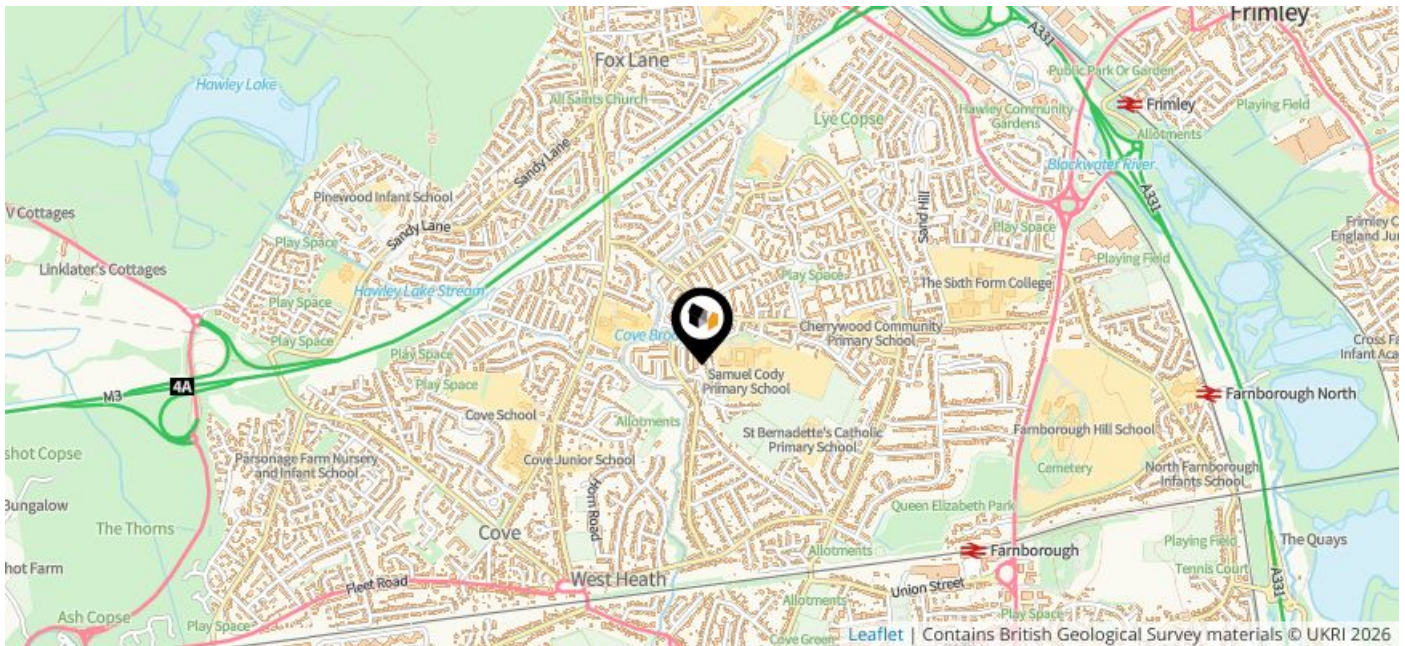 Frimley
Fox Lane
A331
Public Park Or Garden
Hawley Lake
Frimley
Playing Field
All Saints Church
Hawley Community
Gardens
Lye Copse
Allotments
Sandy Lane
Blackwater River
Pinewood Infant School
A331
V Cottages
Sandy Lane
Sand Hill
Frimley C
England Jun
Play Space
Play Space
Playing Field
Linklater's Cottages
Play Space
The Sixth Form College
Hawley Lake Stream
Play Space
Cherrywood Community
Primary School
Cove Broo
Play Space
Cross Fa
Infant Aca
Play Space
Samuel Cody
Primary School
4A
M3
Play Space
Farnborough North
Cove School
Allotments
Farnborough Hill School
St Bernadette's Catholic
Primary School
shot Copse
Parsonage Farm Nursery
and Infant School
Cove Junior School
Cemetery
North Farnborough
Infants School
Horn Road
Bungalow
Queen Elizabeth Park
The Thorns
Cove
Playing Field
The Quays
Allotments
Farnborough
hot Farm
Tennis Court
Fleet Road
West Heath
Union Street
A331
Allotments
Ash Copse
Play Space
Play Space
Cove Green
Leaflet | Contains British Geological Survey materials © UKRI 2026